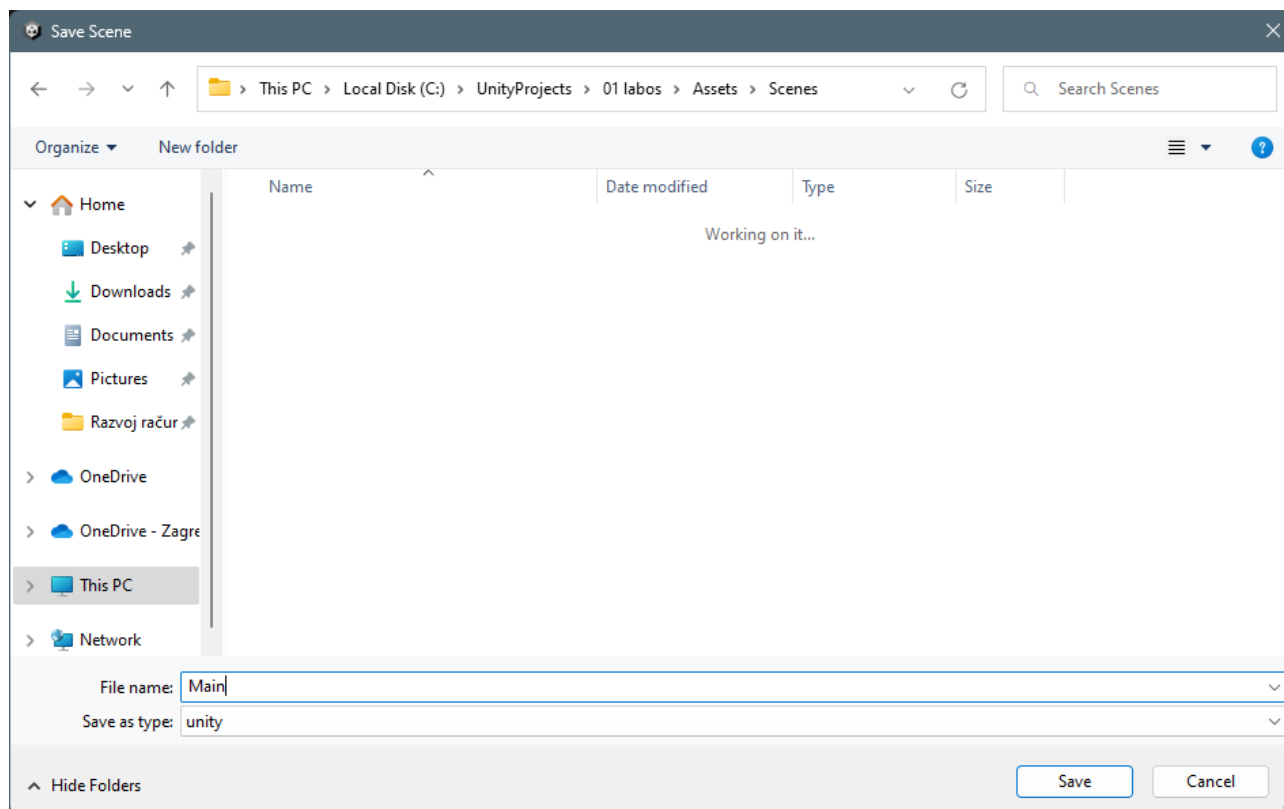 Save Scene
This PC > Local Disk (C:) > UnityProjects > 01 labos > Assets > Scenes
Search Scenes
Organize
New folder
Name
Date modified
Type
Size
Working on it...
Home
Desktop
Downloads
Documents
Pictures
Razvoj račur
OneDrive
OneDrive - Zagre
This PC
Network
File name: Main
Save as type: unity
Hide Folders
Save
Cancel